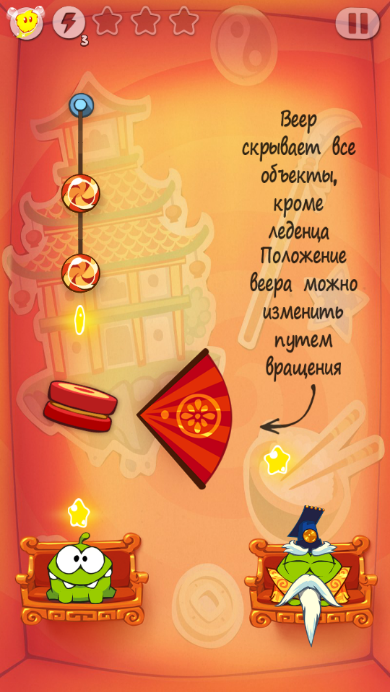 3
Веер
скрывает все
объекты,
кроме
леденца
Положение
веера можно
изменить
путем
вращения